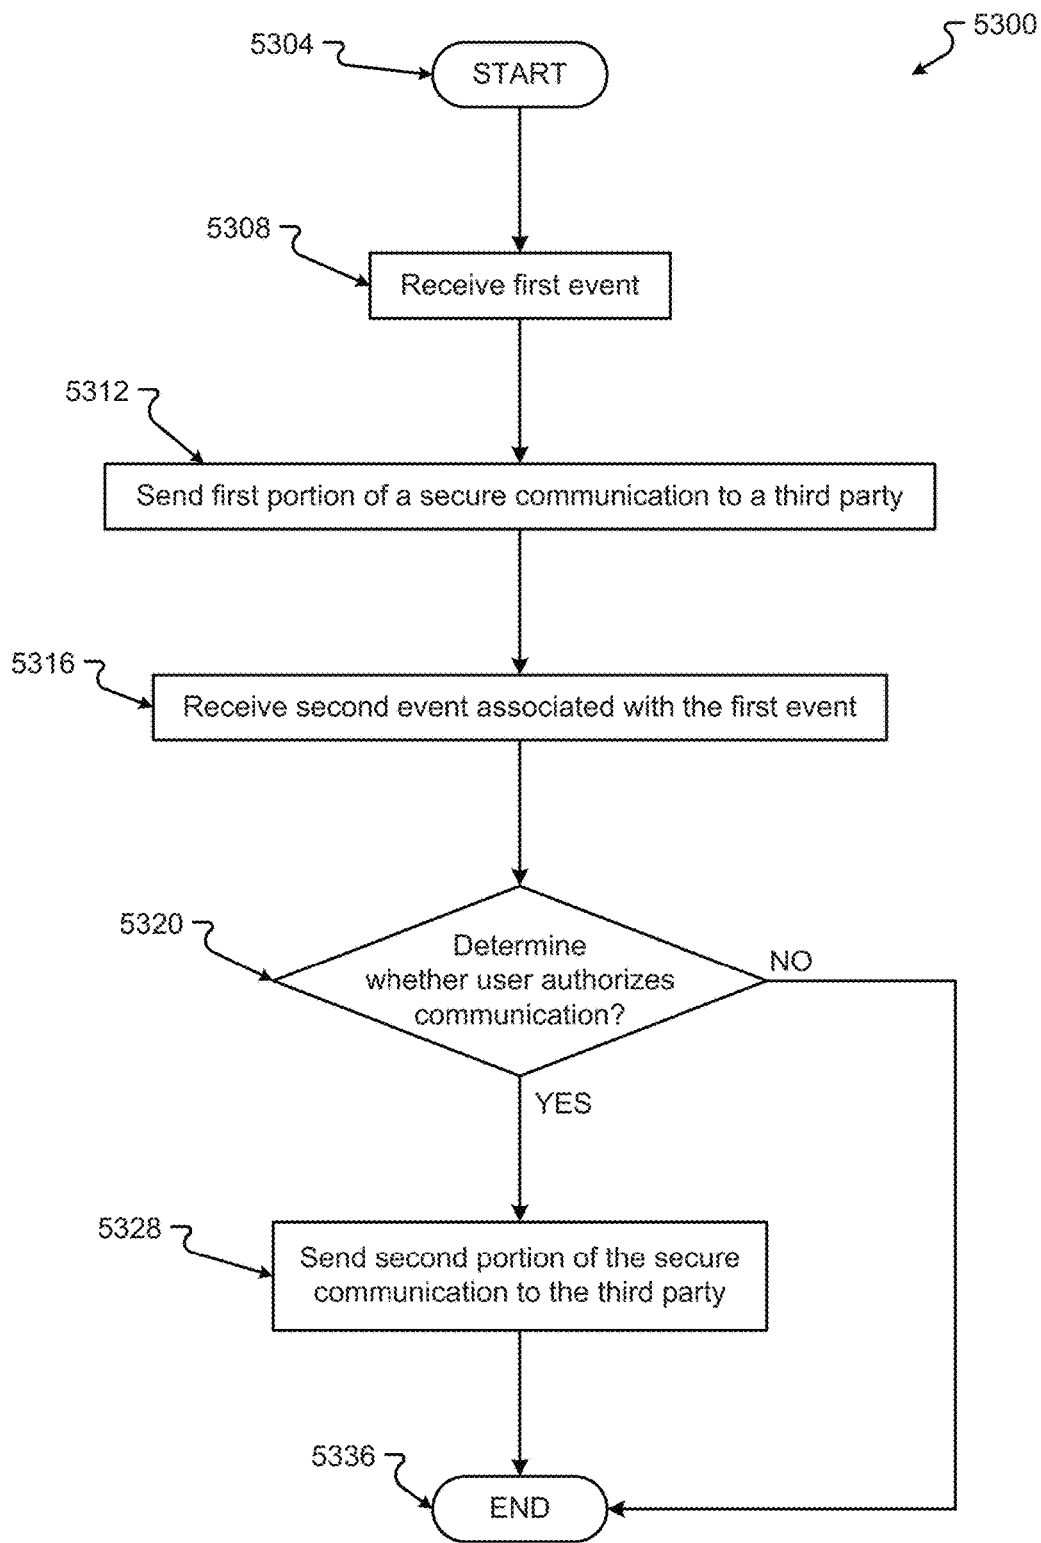 5300
5304
START
5308
Receive first event
5312
Send first portion of a secure communication to a third party
5316
Receive second event associated with the first event
5320
Determine
whether user authorizes
communication?
NO
YES
5328
Send second portion of the secure
communication to the third party
5336
END